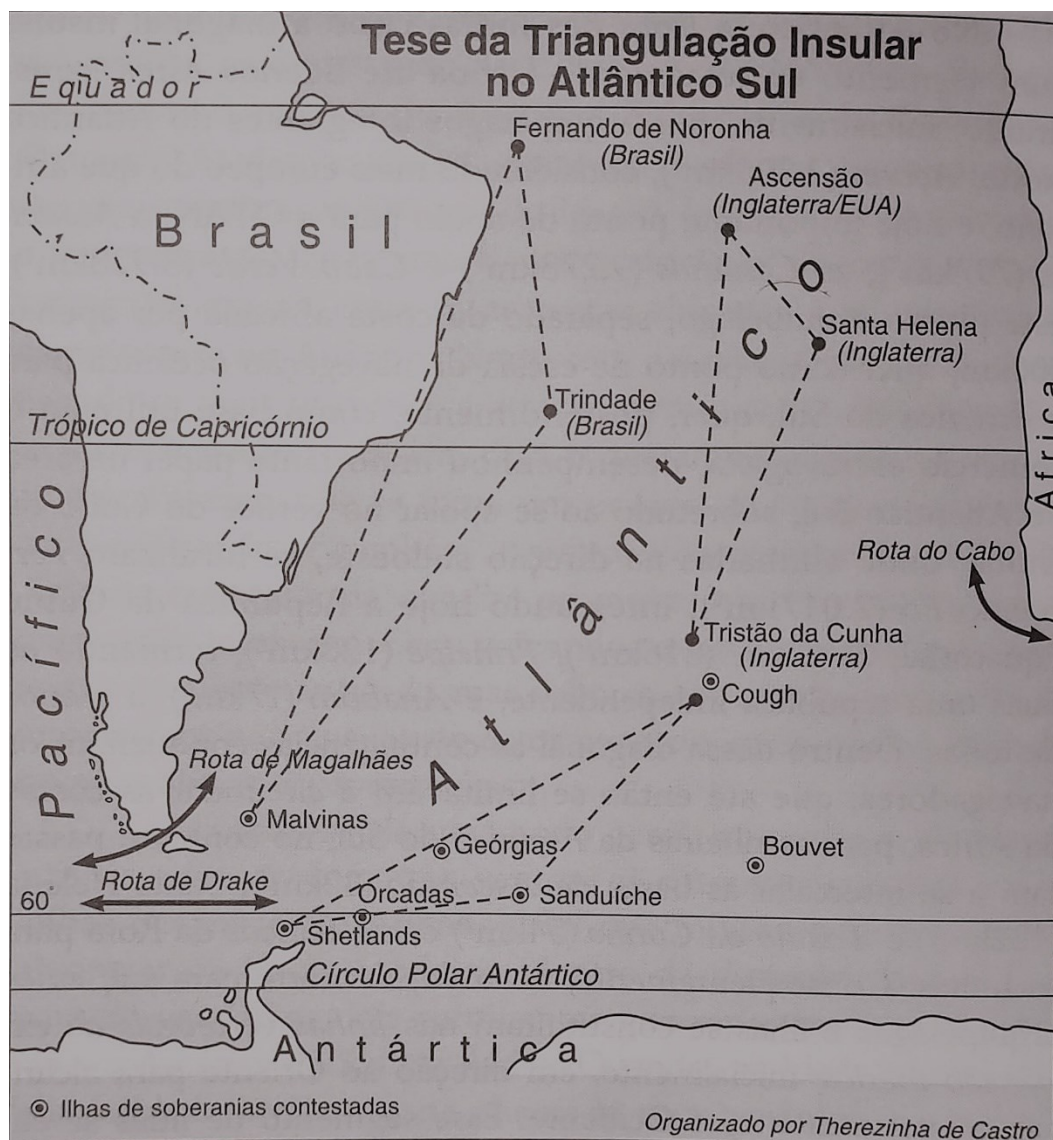 Tese da Triangulação Insular
no Atlântico Sul
Equador
Fernando de Noronha
(Brasil)
Ascensão
(Inglaterra/EUA)
Brasil
Santa Helena
(Inglaterra)
Trindade
(Brasil)
Trópico de Capricórnio
África
Pacífico
Atlântico
Rota do Cabo
Tristão da Cunha
(Inglaterra)
Cough
Rota de Magalhães
Malvinas
Geórgias
Bouvet
Rota de Drake
Orcadas
Sanduíche
60°
Shetlands
Círculo Polar Antártico
Antártica
Ilhas de soberanias contestadas
Organizado por Therezinha de Castro